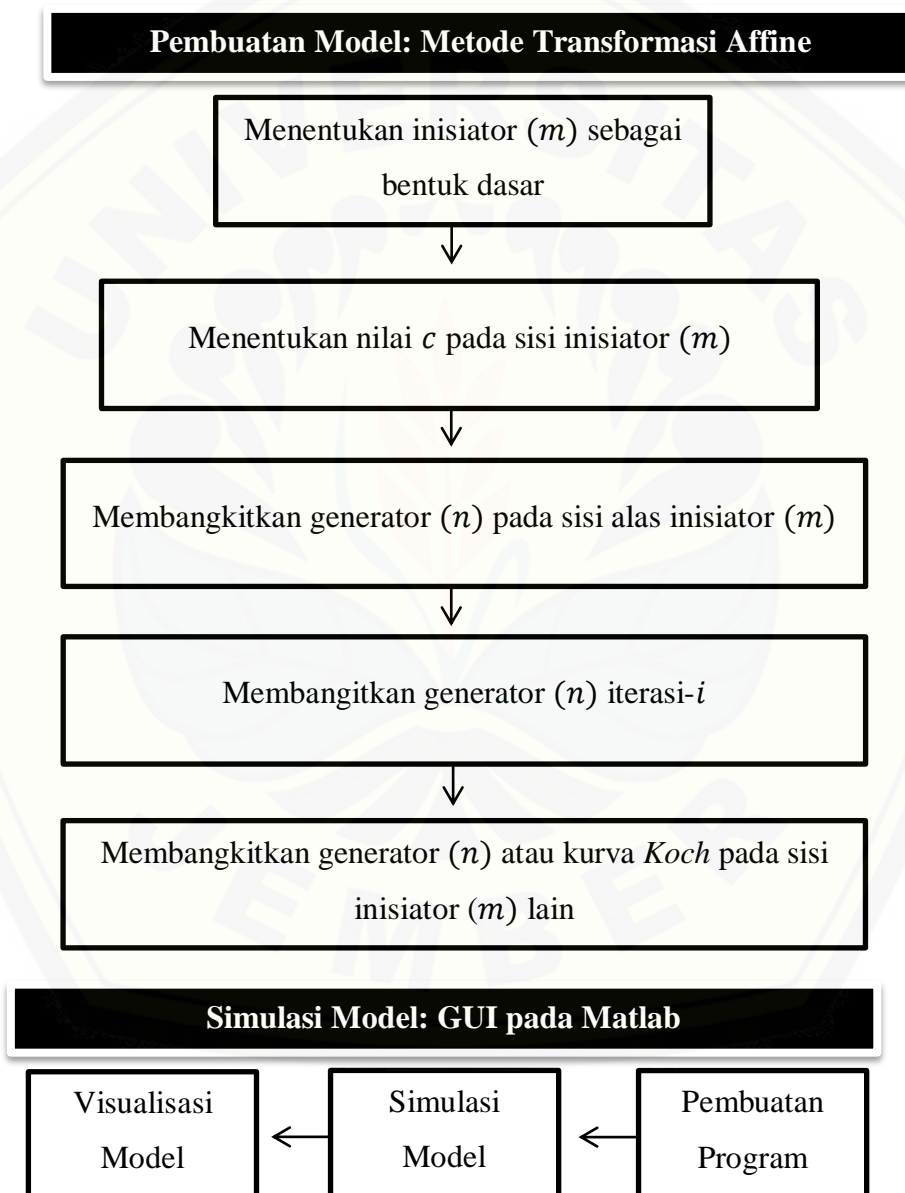 Pembuatan Model: Metode Transformasi Affine
Menentukan inisiator (m) sebagai
bentuk dasar
Menentukan nilai c pada sisi inisiator (m)
Membangkitkan generator (n) pada sisi alas inisiator (m)
Membangitkan generator (n) iterasi-i
Membangkitkan generator (n) atau kurva Koch pada sisi
inisiator (m) lain
Simulasi Model: GUI pada Matlab
Visualisasi
Model
Simulasi
Model
Pembuatan
Program
UNIVERSITAS
JEMBER